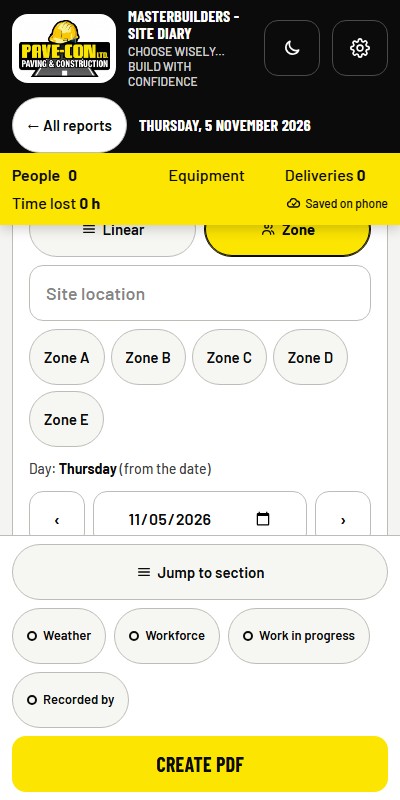 PAVE-CON LTD.
PAVING & CONSTRUCTION
MASTERBUILDERS -
SITE DIARY
CHOOSE WISELY...
BUILD WITH
CONFIDENCE
← All reports
THURSDAY, 5 NOVEMBER 2026
People 0
Equipment
Deliveries 0
Time lost 0 h
Saved on phone
Linear
Zone
Site location
Zone A
Zone B
Zone C
Zone D
Zone E
Day: Thursday (from the date)
‹
11/05/2026
›
Jump to section
Weather
Workforce
Work in progress
Recorded by
CREATE PDF